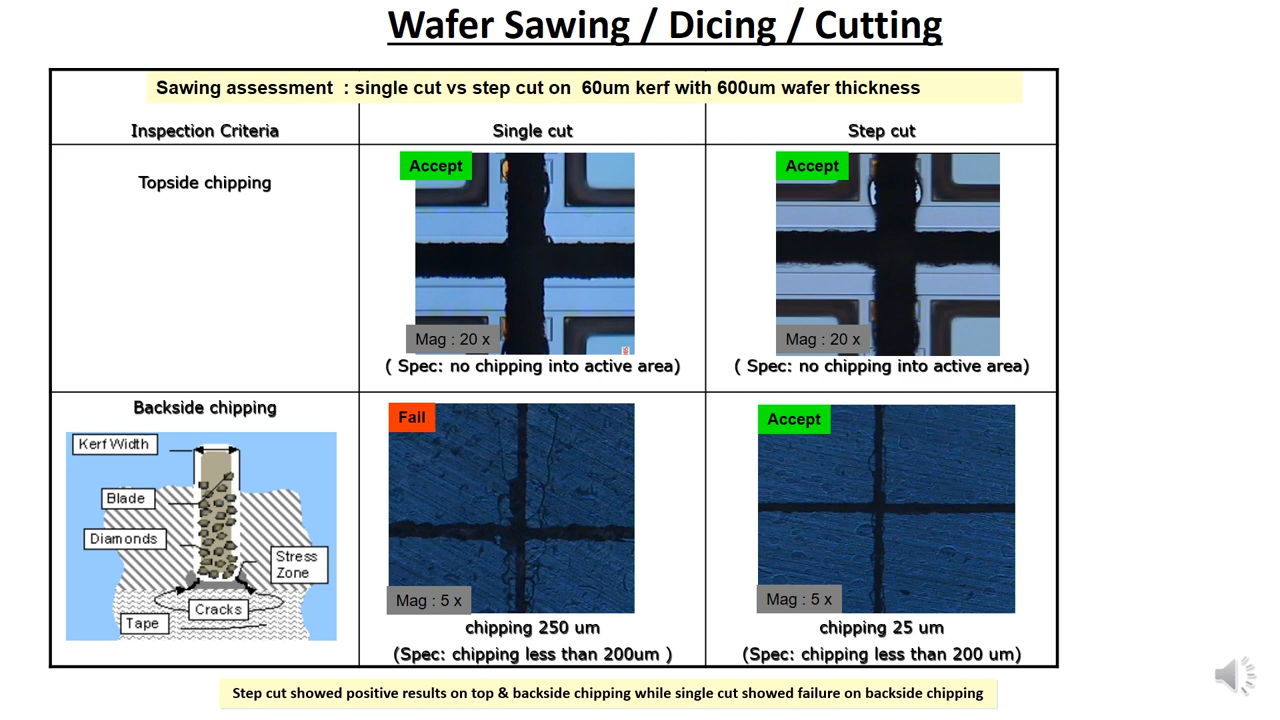 Wafer Sawing / Dicing / Cutting
Sawing assessment : single cut vs step cut on 60um kerf with 600um wafer thickness
Inspection Criteria
Single cut
Step cut
Topside chipping
Accept
Mag : 20 x
( Spec: no chipping into active area)
Accept
Mag : 20 x
( Spec: no chipping into active area)
Backside chipping
Kerf Width
Blade
Diamonds
Stress
Zone
Cracks
Tape
Fail
Mag : 5 x
chipping 250 um
(Spec: chipping less than 200um )
Accept
Mag : 5 x
chipping 25 um
(Spec: chipping less than 200 um)
Step cut showed positive results on top & backside chipping while single cut showed failure on backside chipping